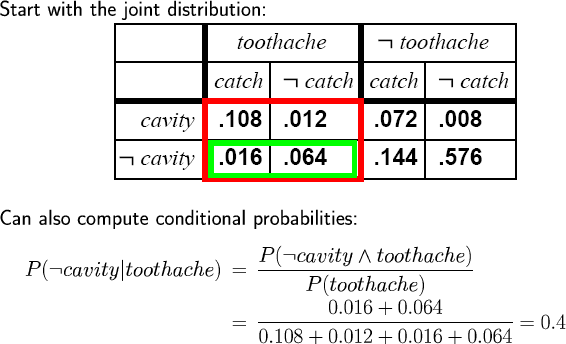 Start with the joint distribution:
toothache ¬ toothache
catch ¬ catch catch ¬ catch
cavity .108 .012 .072 .008
¬ cavity .016 .064 .144 .576
Can also compute conditional probabilities:
P(¬cavity|toothache) = P(¬cavity ∧ toothache)
P(toothache)
= 0.016 + 0.064
0.108 + 0.012 + 0.016 + 0.064 = 0.4